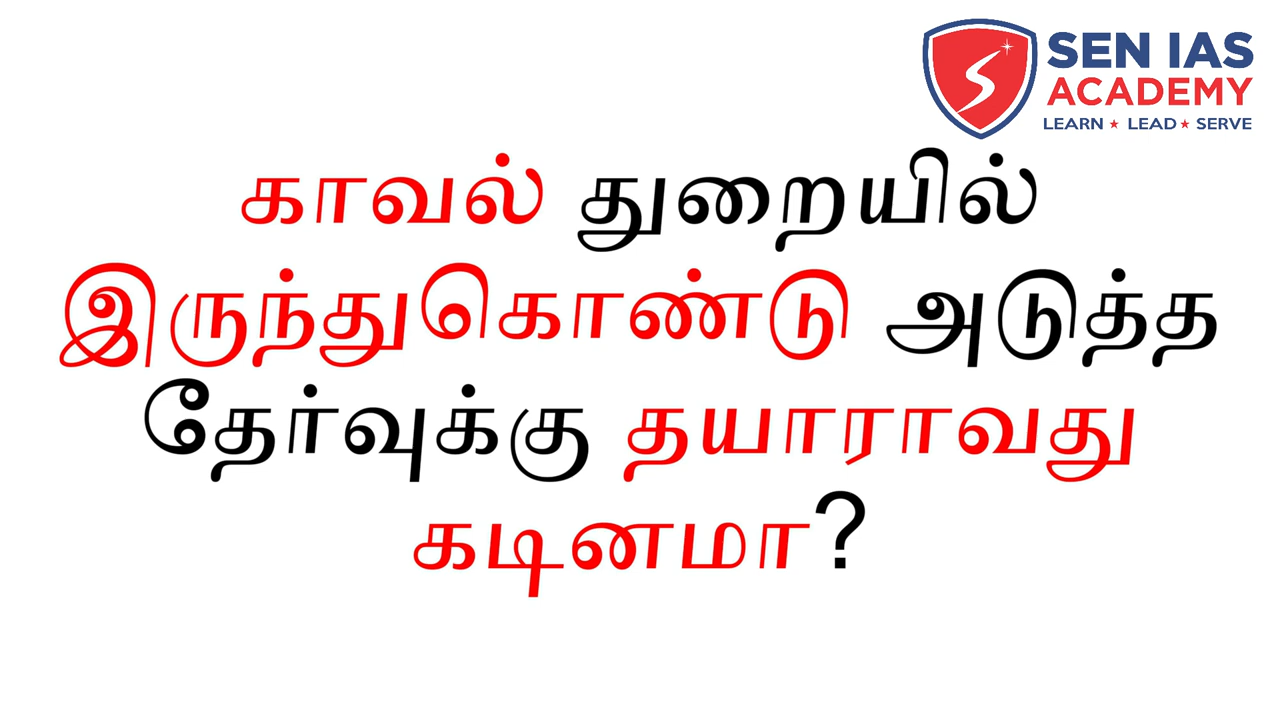 SEN IAS
ACADEMY
LEARN ★ LEAD ★ SERVE
காவல் துறையில்
இருந்துகொண்டு அடுத்த
தேர்வுக்கு தயாராவது
கடினமா?